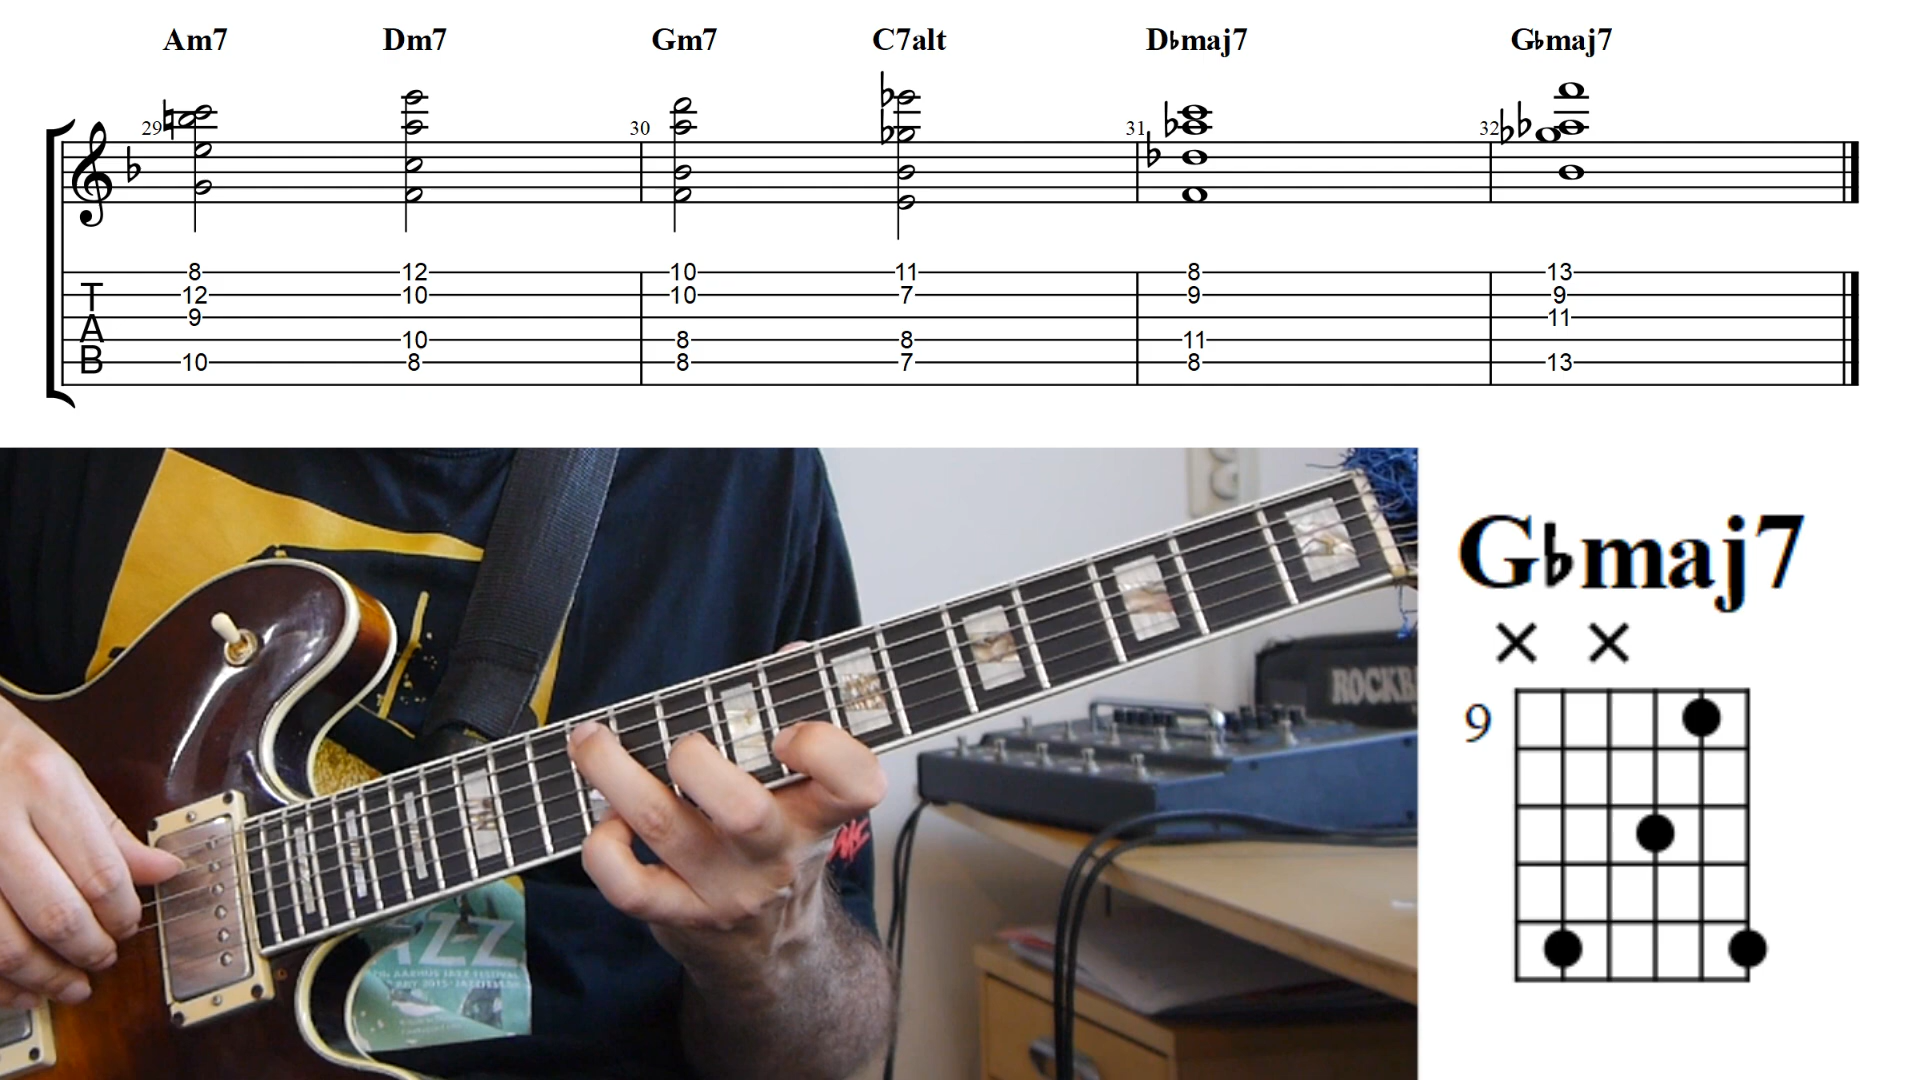 Am7 Dm7 Gm7 C7alt D♭maj7 G♭maj7
29 30 31 32
8 12 10 11 8 13
T 12 10 10 7 9 9
A 9 11
10 8 8 11
B 10 8 8 7 8 13
G♭maj7
× ×
9
ROCKB
AZZ